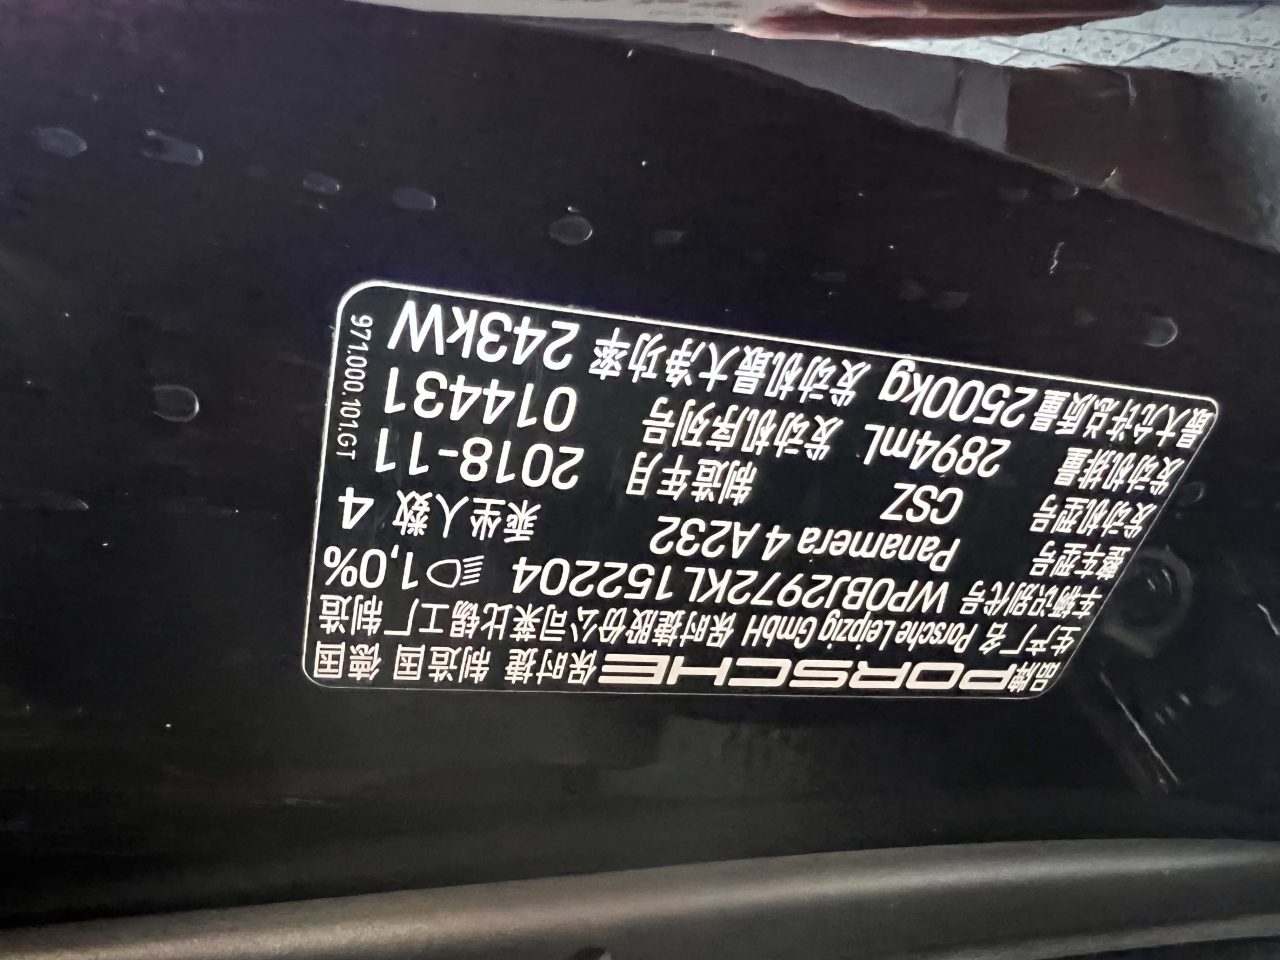 品牌 PORSCHE 保时捷 制造国 德国
生产厂名 Porsche Leipzig GmbH 保时捷股份公司莱比锡工厂 制造
车辆识别代号 WP0BJ2972KL152204 1,0%
整车型号 Panamera 4 A232 乘坐人数 4
发动机型号 CSZ 制造年月 2018-11
发动机排量 2894mL 发动机序列号 014431
最大允许总质量 2500kg 发动机最大净功率 243kW
971.000.101.GT